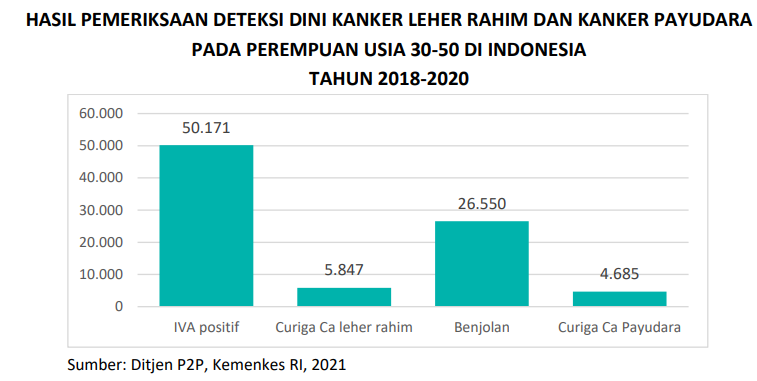 HASIL PEMERIKSAAN DETEKSI DINI KANKER LEHER RAHIM DAN KANKER PAYUDARA
PADA PEREMPUAN USIA 30-50 DI INDONESIA
TAHUN 2018-2020
60.000
50.000
40.000
30.000
20.000
10.000
0
50.171
5.847
26.550
4.685
IVA positif
Curiga Ca leher rahim
Benjolan
Curiga Ca Payudara
Sumber: Ditjen P2P, Kemenkes RI, 2021